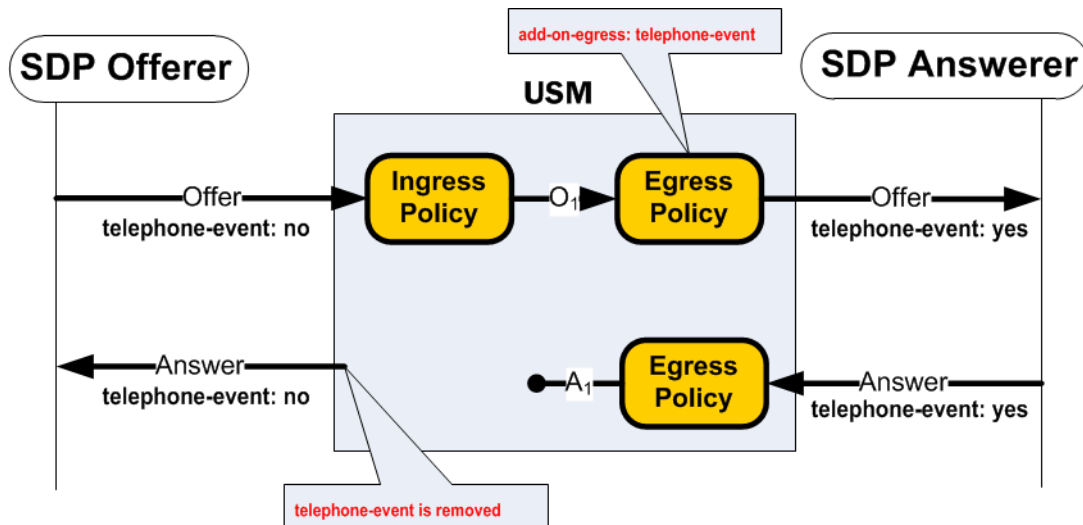 add-on-egress: telephone-event
SDP Offerer
SDP Answerer
USM
Ingress
Policy
Egress
Policy
Offer
O₁
Offer
telephone-event: no
telephone-event: yes
Answer
A₁
Egress
Policy
Answer
telephone-event: no
telephone-event: yes
telephone-event is removed